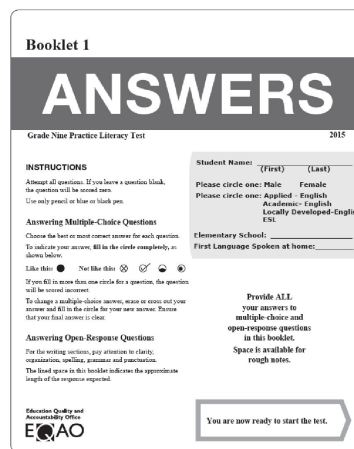 Booklet 1
ANSWERS
Grade Nine Practice Literacy Test 2015
INSTRUCTIONS
Attempt all questions. If you leave a question blank,
the question will be scored zero.
Use only pencil or blue or black pen.
Answering Multiple-Choice Questions
Choose the best or most correct answer for each question.
To indicate your answer, fill in the circle completely, as
shown below.
Like this: Not like this:
If you fill in more than one circle for a question, the question
will be scored incorrect.
To change a multiple-choice answer, erase or cross out your
answer and fill in the circle for your new answer. Ensure
that your final answer is clear.
Answering Open-Response Questions
For the writing sections, pay attention to clarity,
organization, spelling, grammar and punctuation.
The lined space in this booklet indicates the approximate
length of the response expected.
Education Quality and
Accountability Office
EQAO
Student Name:
(First) (Last)
Please circle one: Male Female
Please circle one: Applied - English
Academic- English
Locally Developed-Englis
ESL
Elementary School:
First Language Spoken at home:
Provide ALL
your answers to
multiple-choice and
open-response questions
in this booklet.
Space is available for
rough notes.
You are now ready to start the test.